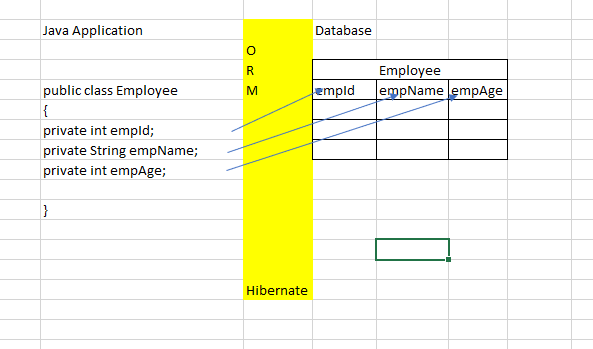 Java Application
Database
O
R
M
Employee
public class Employee
empId empName empAge
{
private int empId;
private String empName;
private int empAge;
}
Hibernate